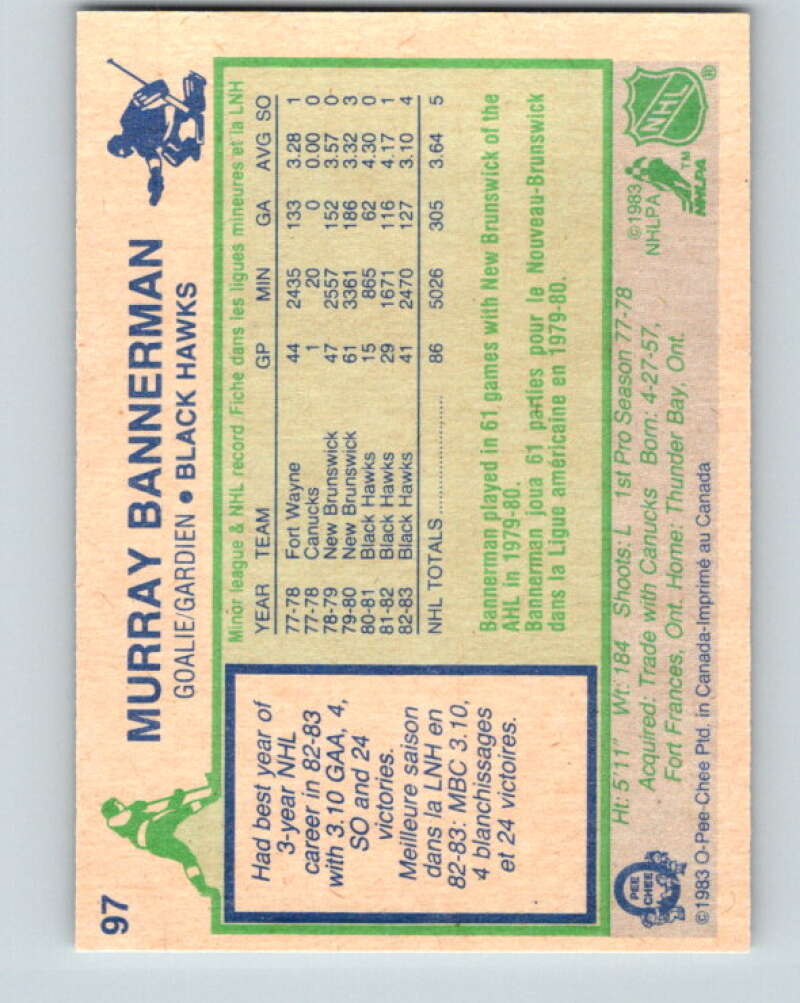 97
MURRAY BANNERMAN
GOALIE/GARDIEN • BLACK HAWKS
Had best year of
3-year NHL
career in 82-83
with 3.10 GAA, 4,
SO and 24
victories.
Meilleure saison
dans la LNH en
82-83: MBC 3.10,
4 blanchissages
et 24 victoires.
Minor league & NHL record / Fiche dans les ligues mineures et la LNH
YEAR TEAM GP MIN GA AVG SO
77-78 Fort Wayne 44 2435 133 3.28 1
77-78 Canucks 1 20 0 0.00 0
78-79 New Brunswick 47 2557 152 3.57 0
79-80 New Brunswick 61 3361 186 3.32 3
80-81 Black Hawks 15 865 62 4.30 0
81-82 Black Hawks 29 1671 116 4.17 1
82-83 Black Hawks 41 2470 127 3.10 4
NHL TOTALS .......... 86 5026 305 3.64 5
Bannerman played in 61 games with New Brunswick of the
AHL in 1979-80.
Bannerman joua 61 parties pour le Nouveau-Brunswick
dans la Ligue américaine en 1979-80.
Ht: 5'11" Wt: 184 Shoots: L 1st Pro Season 77-78
Acquired: Trade with Canucks Born: 4-27-57,
Fort Frances, Ont. Home: Thunder Bay, Ont.
©1983
NHLPA
NHLPA
TM
NHL
®
O
PEE
CHEE
©1983 O-Pee-Chee Ptd. in Canada-Imprimé au Canada